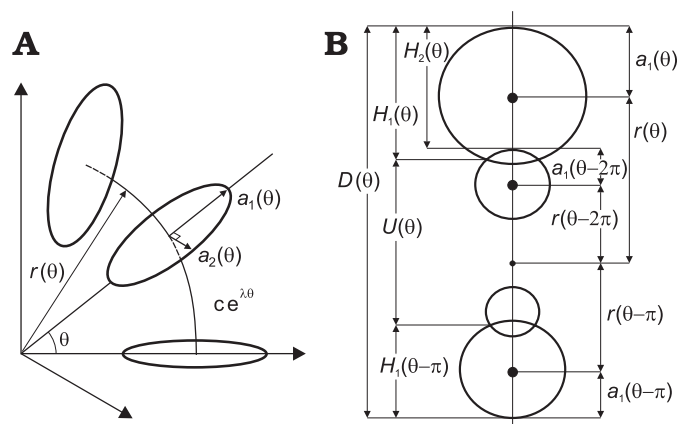 A
a₁(θ)
a₂(θ)
r(θ)
ce^λθ
θ
B
H₂(θ)
a₁(θ)
H₁(θ)
r(θ)
a₁(θ−2π)
D(θ)
U(θ)
r(θ−2π)
r(θ−π)
H₁(θ−π)
a₁(θ−π)